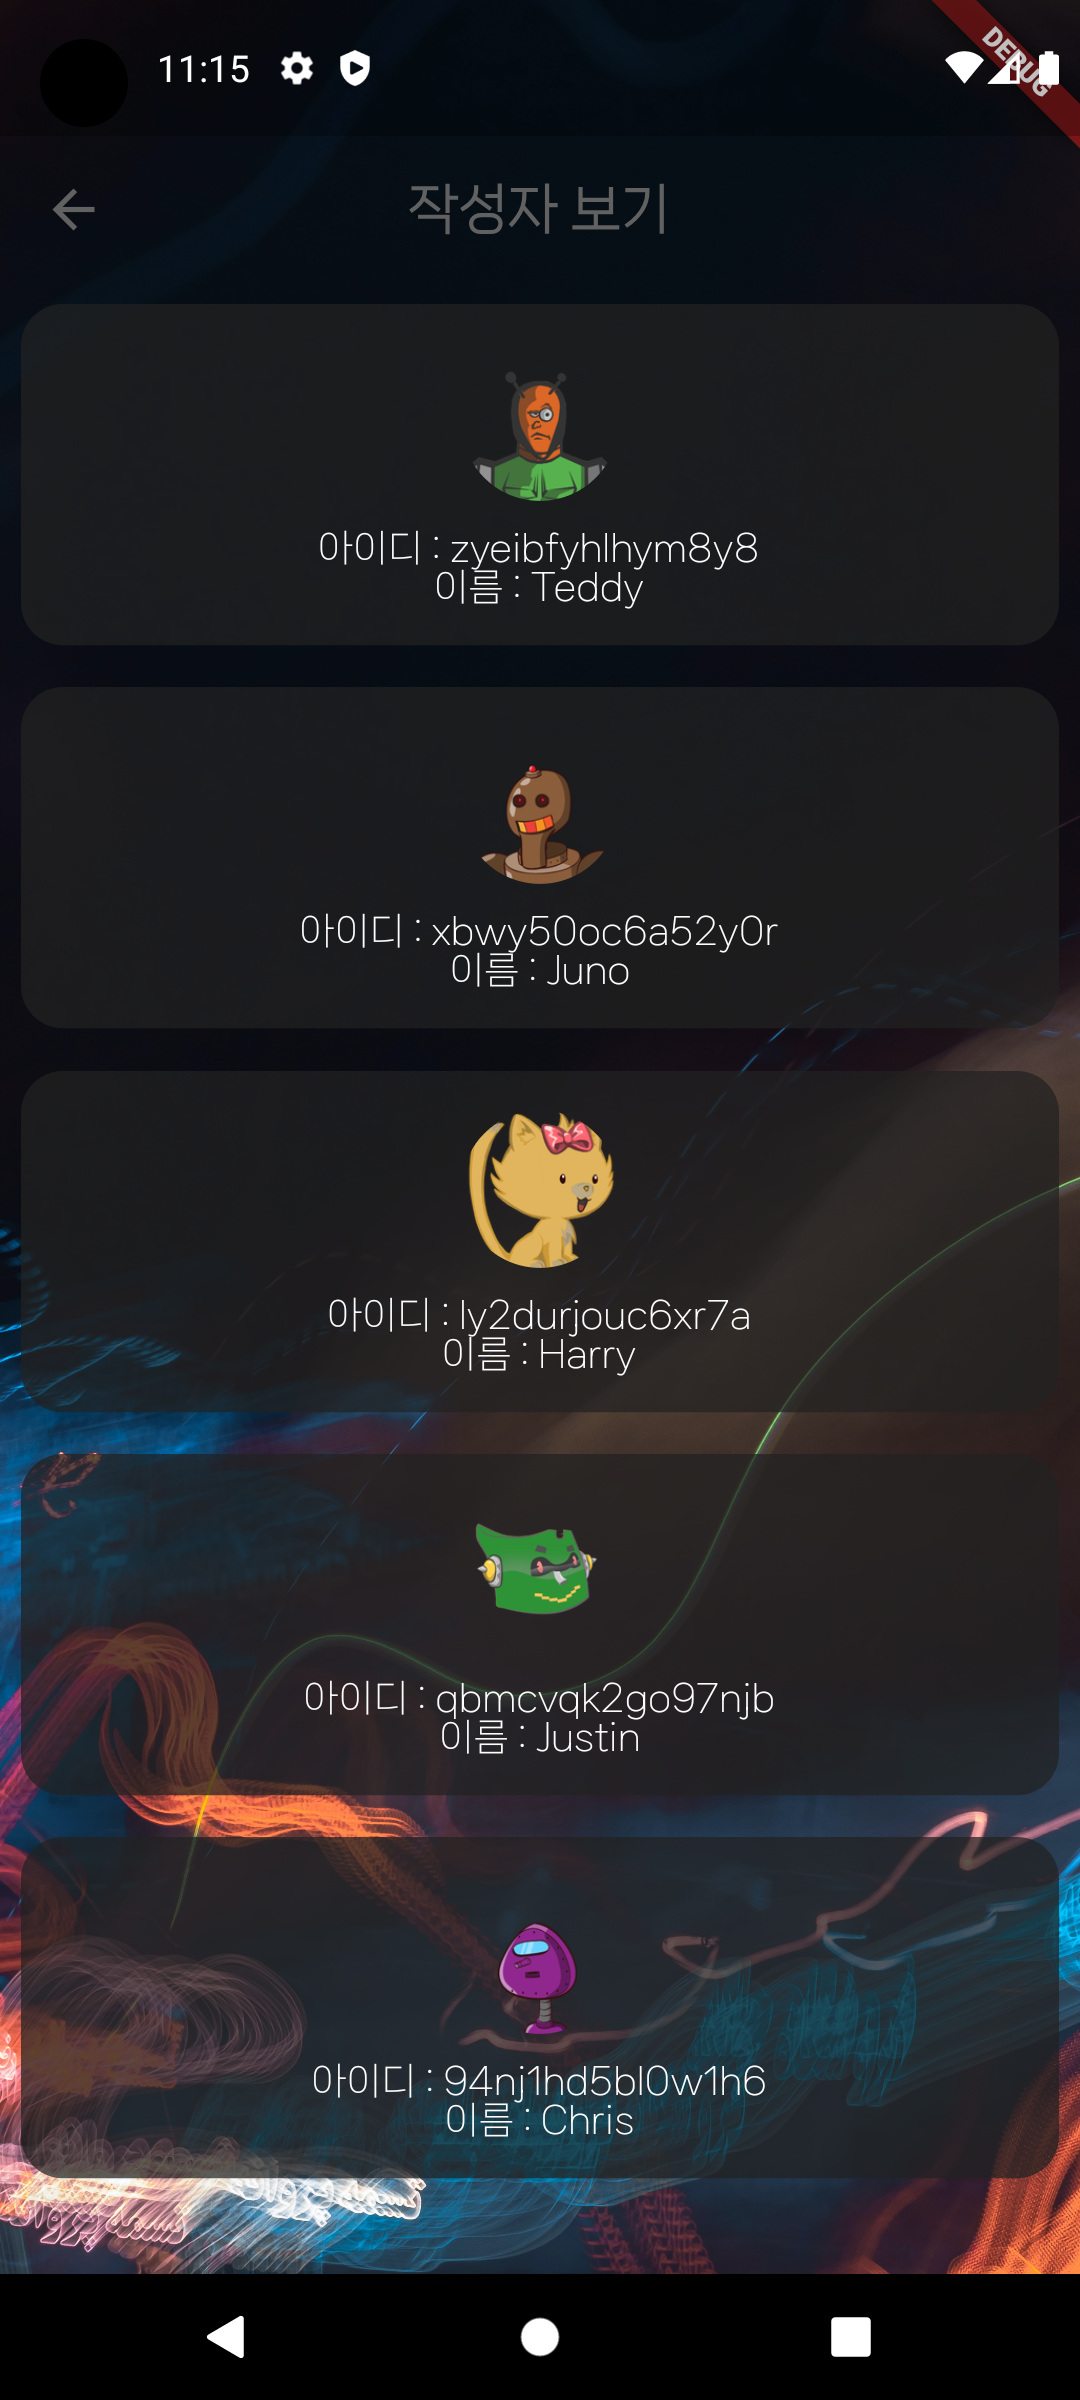 11:15
DEBUG
작성자 보기
아이디 : zyeibfyhlhym8y8
이름 : Teddy
아이디 : xbwy50oc6a52y0r
이름 : Juno
아이디 : ly2durjouc6xr7a
이름 : Harry
아이디 : qbmcvqk2go97njb
이름 : Justin
아이디 : 94nj1hd5bl0w1h6
이름 : Chris